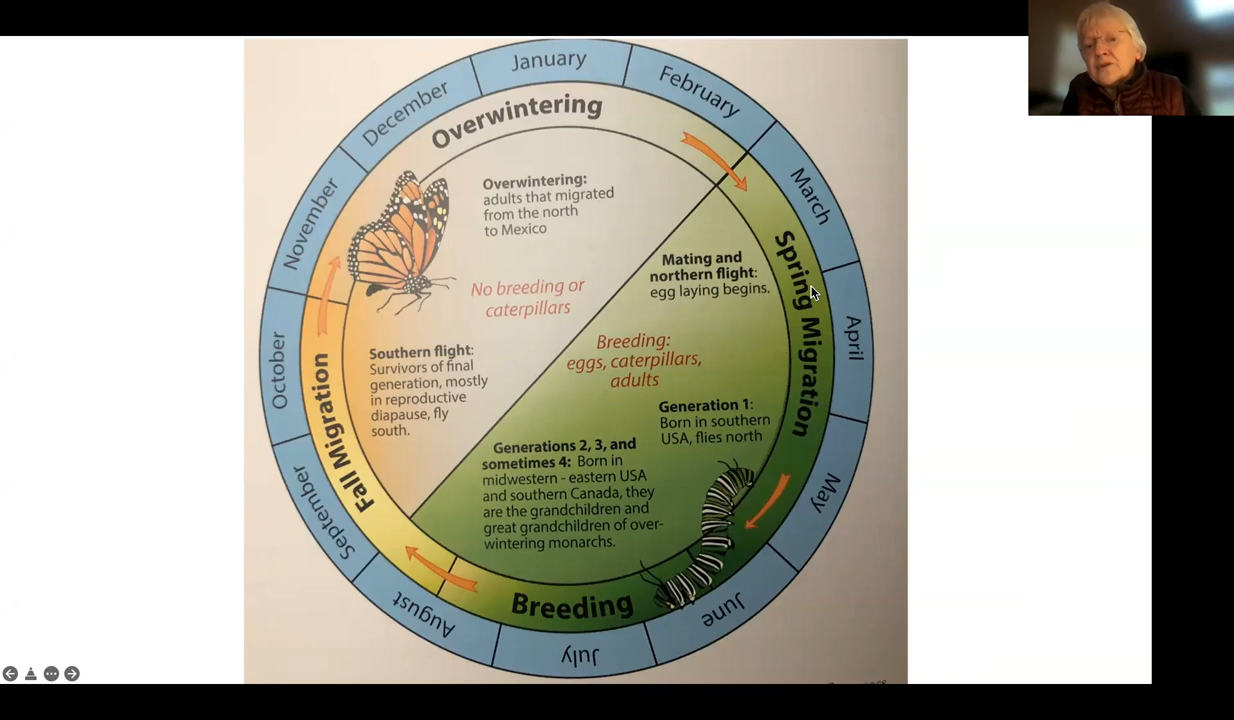 January
February
March
April
May
June
July
August
September
October
November
December
Overwintering
Spring Migration
Breeding
Fall Migration
Overwintering:
adults that migrated
from the north
to Mexico
No breeding or
caterpillars
Mating and
northern flight:
egg laying begins.
Breeding:
eggs, caterpillars,
adults
Southern flight:
Survivors of final
generation, mostly
in reproductive
diapause, fly
south.
Generation 1:
Born in southern
USA, flies north
Generations 2, 3, and
sometimes 4: Born in
midwestern - eastern USA
and southern Canada, they
are the grandchildren and
great grandchildren of over-
wintering monarchs.